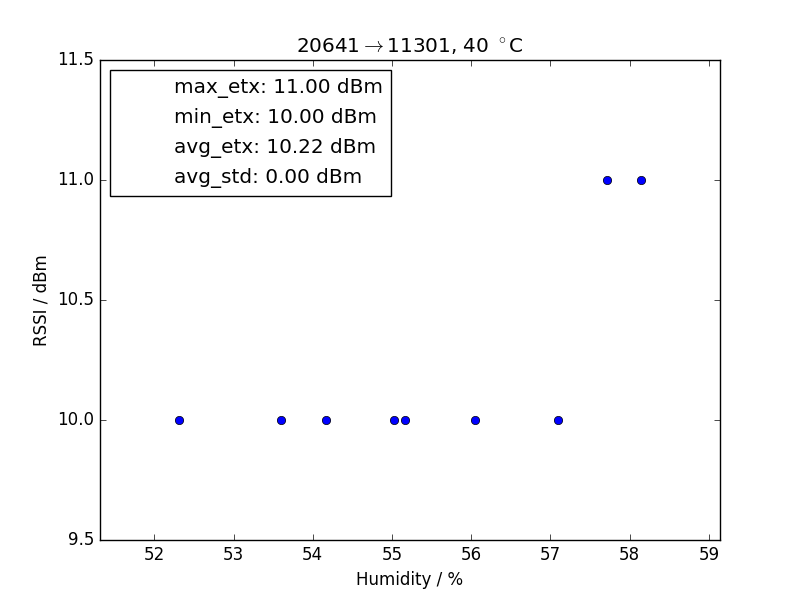 20641→11301, 40 °C
11.5
max_etx: 11.00 dBm
min_etx: 10.00 dBm
avg_etx: 10.22 dBm
avg_std: 0.00 dBm
11.0
10.5
10.0
9.5
RSSI / dBm
52 53 54 55 56 57 58 59
Humidity / %